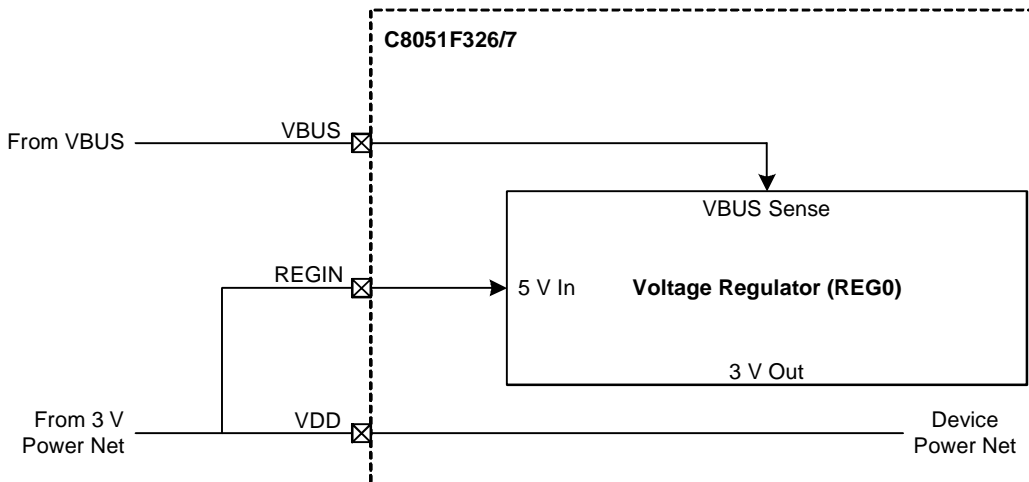 C8051F326/7
From VBUS
VBUS
VBUS Sense
REGIN
5 V In
Voltage Regulator (REG0)
3 V Out
From 3 V
Power Net
VDD
Device
Power Net